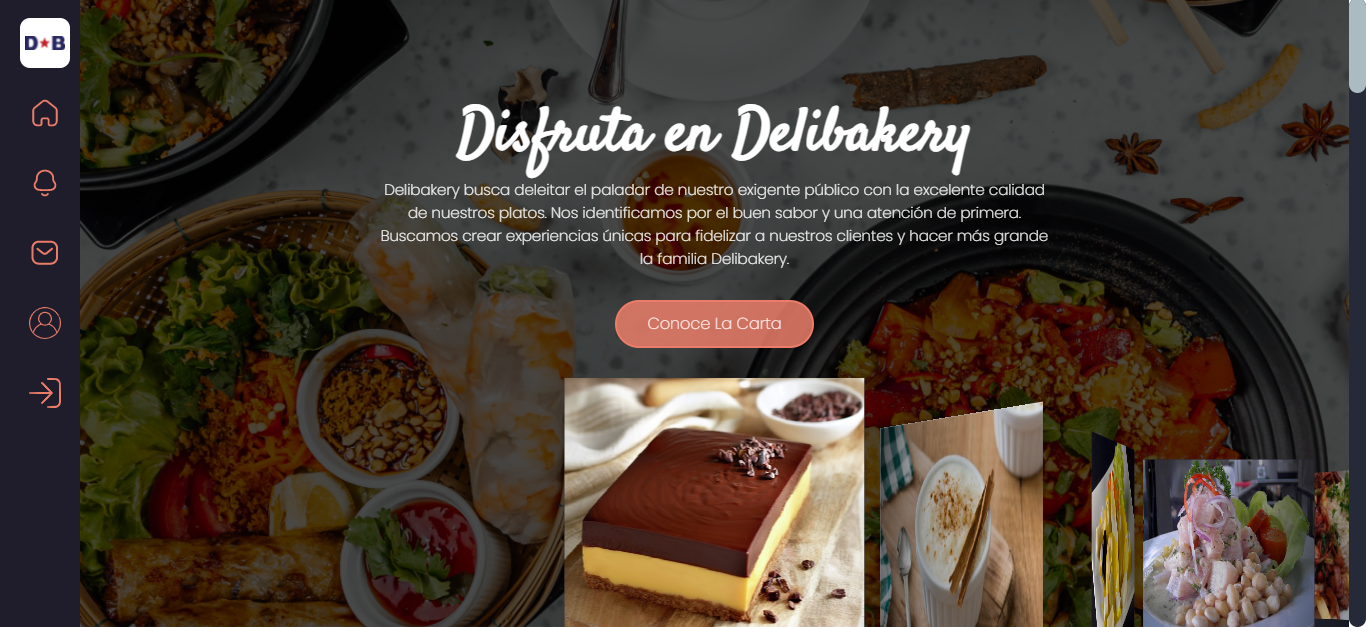 D★B
Disfruta en Delibakery
Delibakery busca deleitar el paladar de nuestro exigente público con la excelente calidad
de nuestros platos. Nos identificamos por el buen sabor y una atención de primera.
Buscamos crear experiencias únicas para fidelizar a nuestros clientes y hacer más grande
la familia Delibakery.
Conoce La Carta